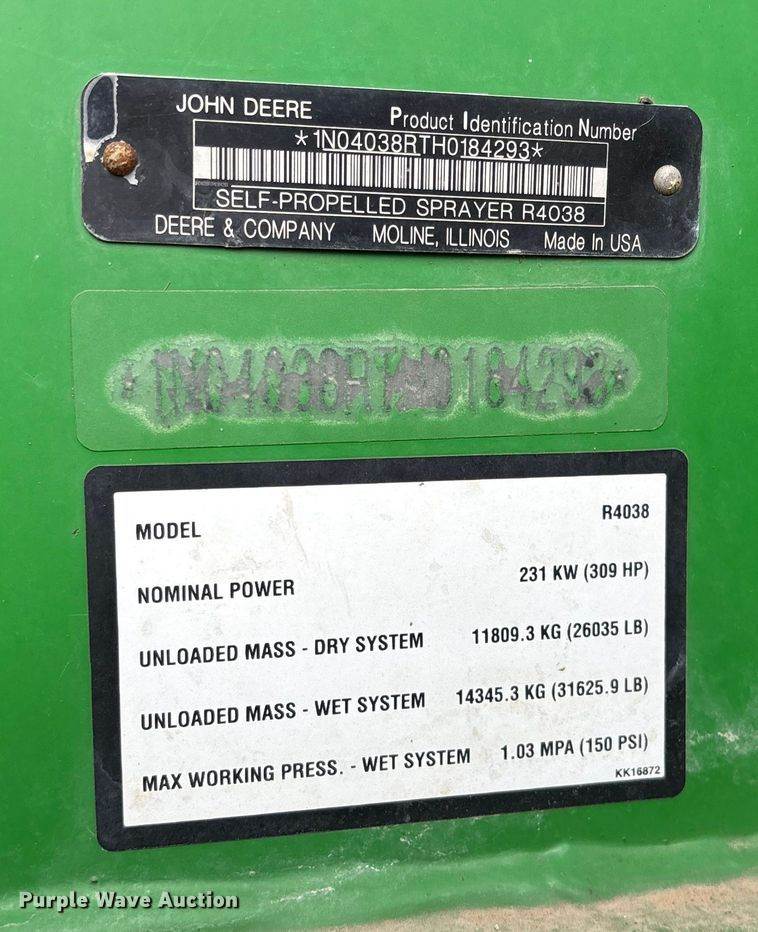 JOHN DEERE Product Identification Number
*1N04038RTH0184293*
SELF-PROPELLED SPRAYER R4038
DEERE & COMPANY MOLINE, ILLINOIS Made In USA
*1N04038RTH0184293*
MODEL R4038
NOMINAL POWER 231 KW (309 HP)
UNLOADED MASS - DRY SYSTEM 11809.3 KG (26035 LB)
UNLOADED MASS - WET SYSTEM 14345.3 KG (31625.9 LB)
MAX WORKING PRESS. - WET SYSTEM 1.03 MPA (150 PSI)
KK16872
Purple Wave Auction